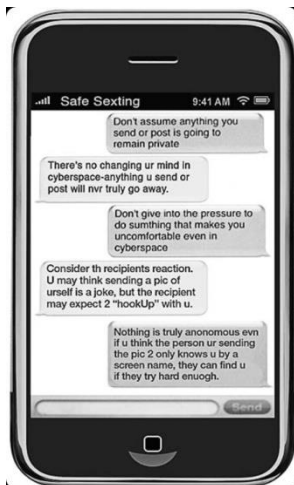 Safe Sexting 9:41 AM
Don't assume anything you
send or post is going to
remain private
There's no changing ur mind in
cyberspace-anything u send or
post will nvr truly go away.
Don't give into the pressure to
do sumthing that makes you
uncomfortable even in
cyberspace
Consider th recipients reaction.
U may think sending a pic of
urself is a joke, but the recipient
may expect 2 "hookUp" with u.
Nothing is truly anonomous evn
if u think the person ur sending
the pic 2 only knows u by a
screen name, they can find u
if they try hard enuogh.
Send